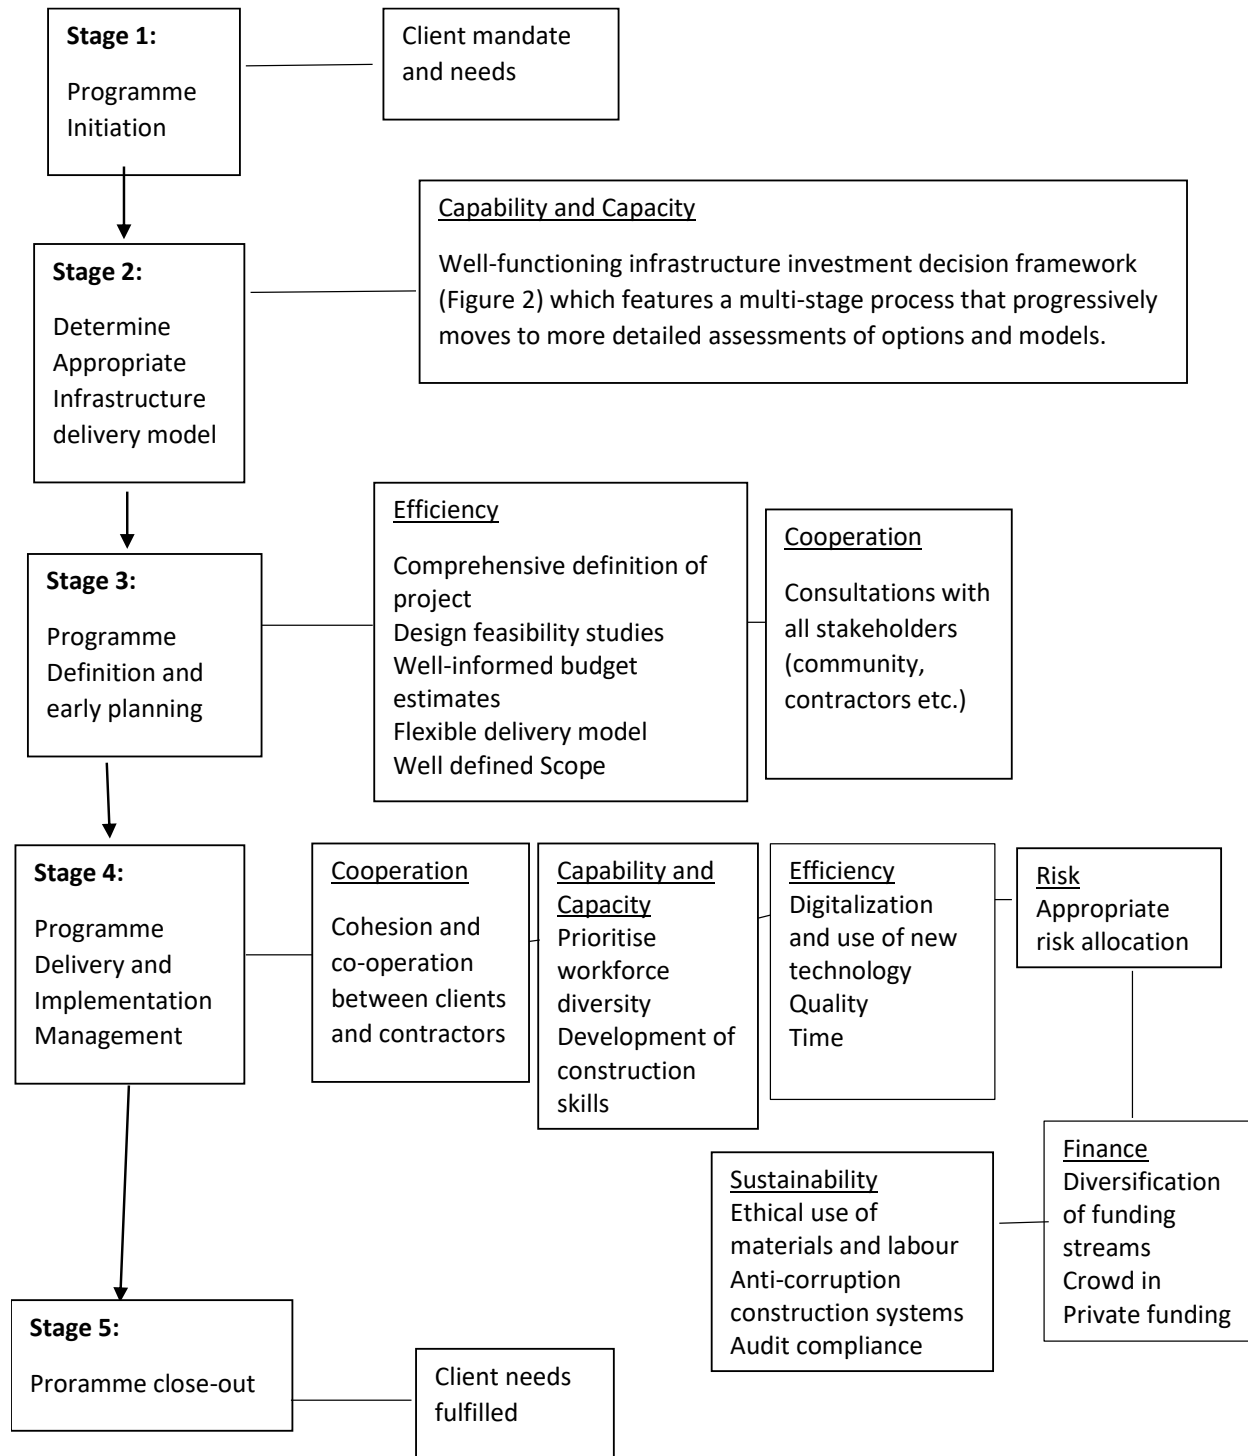 Stage 1:
Programme
Initiation
Client mandate
and needs
Stage 2:
Determine
Appropriate
Infrastructure
delivery model
Capability and Capacity
Well-functioning infrastructure investment decision framework
(Figure 2) which features a multi-stage process that progressively
moves to more detailed assessments of options and models.
Stage 3:
Programme
Definition and
early planning
Efficiency
Comprehensive definition of
project
Design feasibility studies
Well-informed budget
estimates
Flexible delivery model
Well defined Scope
Cooperation
Consultations with
all stakeholders
(community,
contractors etc.)
Stage 4:
Programme
Delivery and
Implementation
Management
Cooperation
Cohesion and
co-operation
between clients
and contractors
Capability and
Capacity
Prioritise
workforce
diversity
Development of
construction
skills
Efficiency
Digitalization
and use of new
technology
Quality
Time
Risk
Appropriate
risk allocation
Finance
Diversification
of funding
streams
Crowd in
Private funding
Sustainability
Ethical use of
materials and labour
Anti-corruption
construction systems
Audit compliance
Stage 5:
Proramme close-out
Client needs
fulfilled